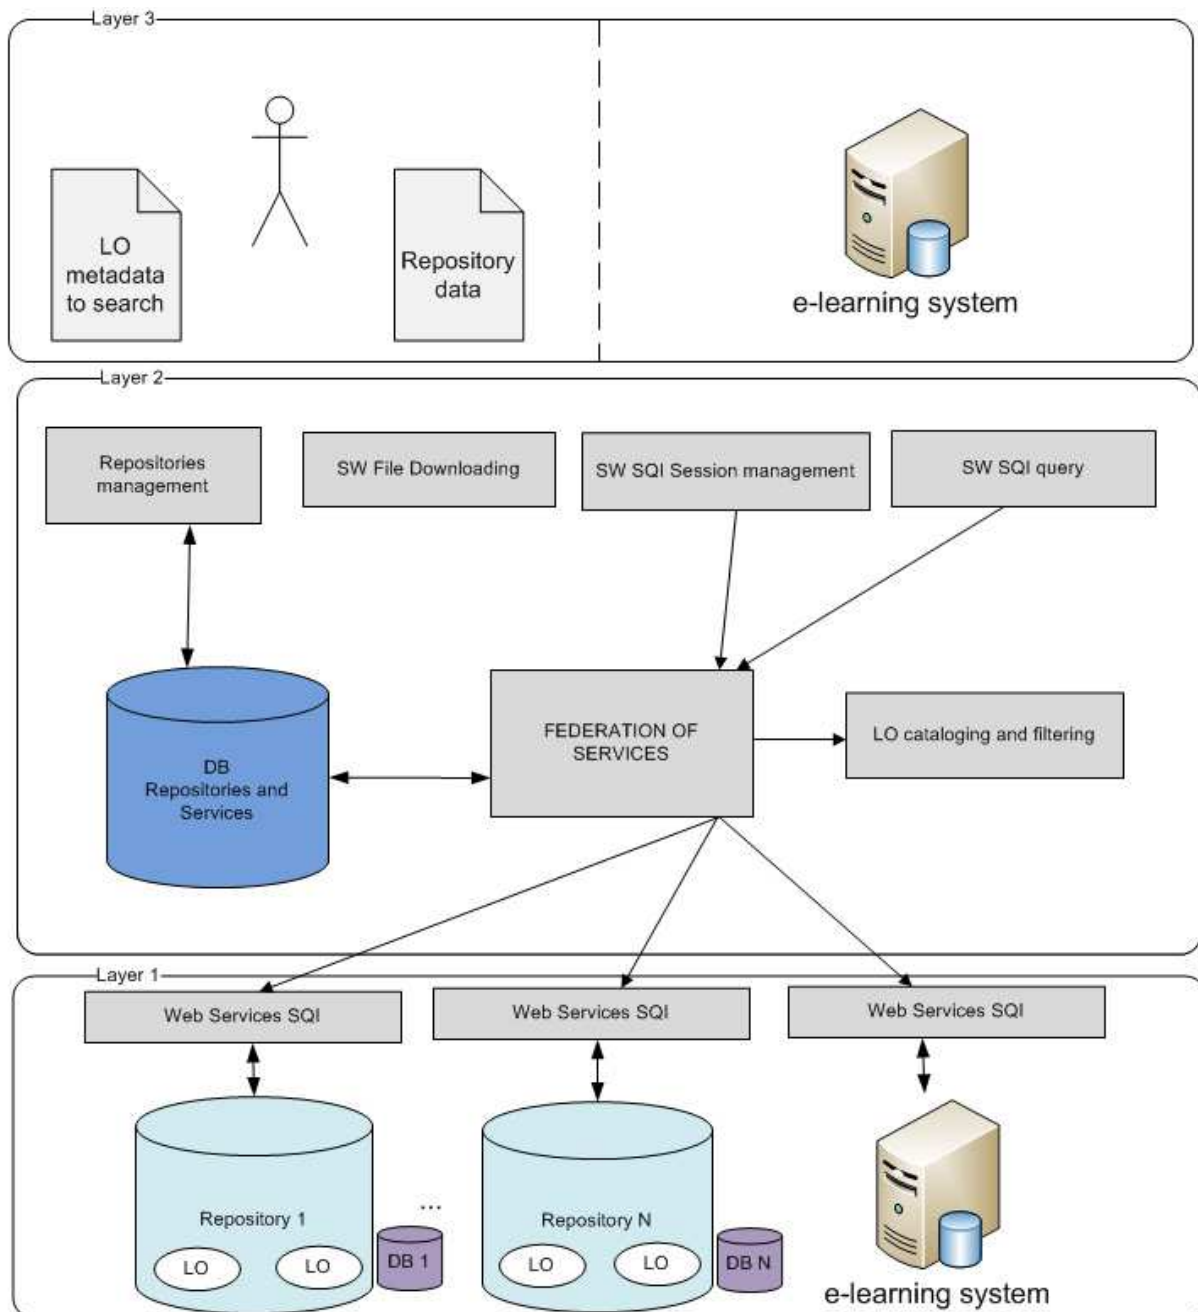 Layer 3
LO
metadata
to search
Repository
data
e-learning system
Layer 2
Repositories
management
SW File Downloading
SW SQI Session management
SW SQI query
DB
Repositories and
Services
FEDERATION OF
SERVICES
LO cataloging and filtering
Layer 1
Web Services SQI
Web Services SQI
Web Services SQI
Repository 1
LO
LO
DB 1
...
Repository N
LO
LO
DB N
e-learning system